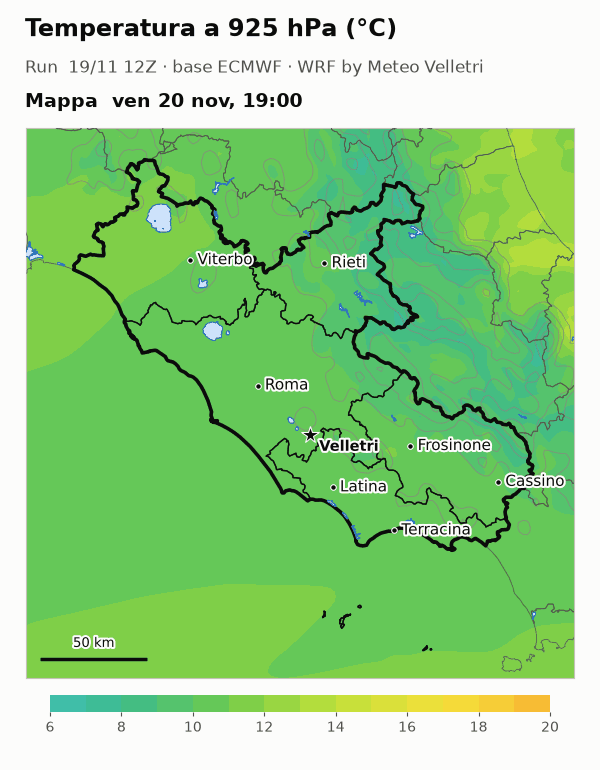 Temperatura a 925 hPa (°C)
Run  19/11 12Z · base ECMWF · WRF by Meteo Velletri
Mappa  ven 20 nov, 19:00
Viterbo
Rieti
Roma
Velletri
Frosinone
Latina
Cassino
Terracina
50 km
6 8 10 12 14 16 18 20